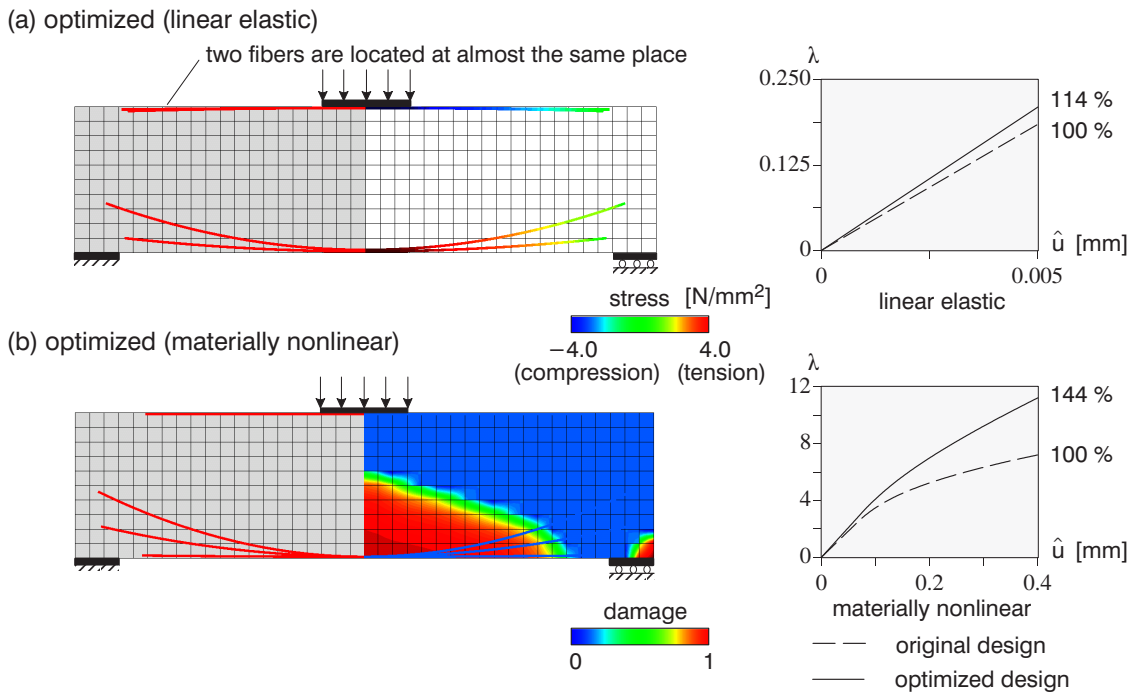 (a) optimized (linear elastic)
two fibers are located at almost the same place
λ
0.250
0.125
0
114 %
100 %
û [mm]
0
0.005
linear elastic
stress [N/mm²]
−4.0
4.0
(compression)
(tension)
(b) optimized (materially nonlinear)
λ
12
8
4
0
144 %
100 %
û [mm]
0
0.2
0.4
materially nonlinear
damage
0
1
original design
optimized design